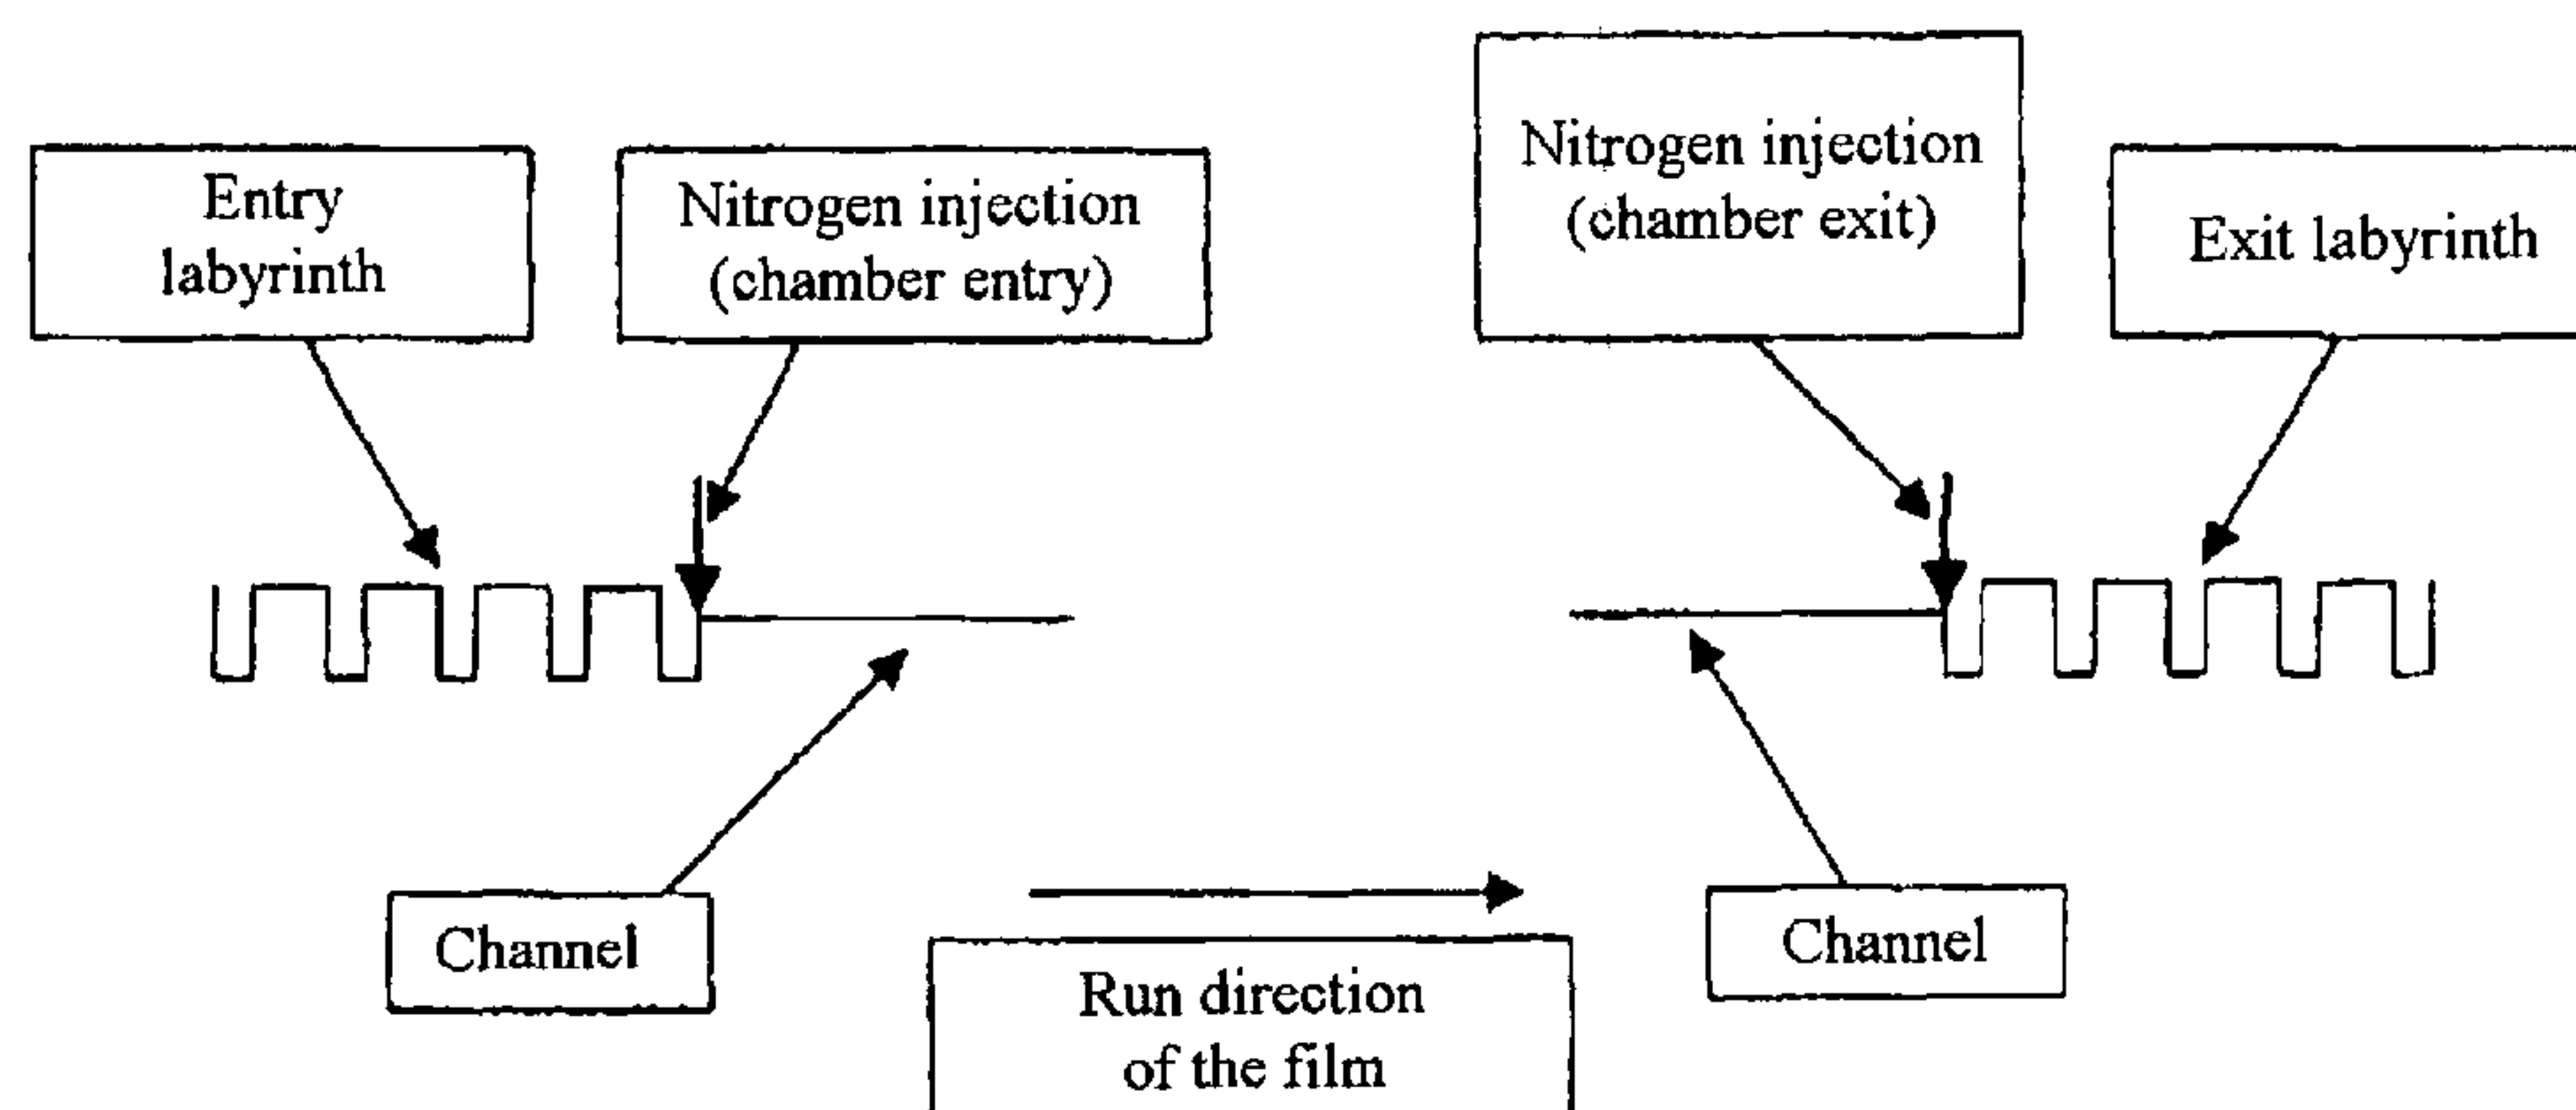 Entry
labyrinth
Nitrogen injection
(chamber entry)
Nitrogen injection
(chamber exit)
Exit labyrinth
Channel
Run direction
of the film
Channel